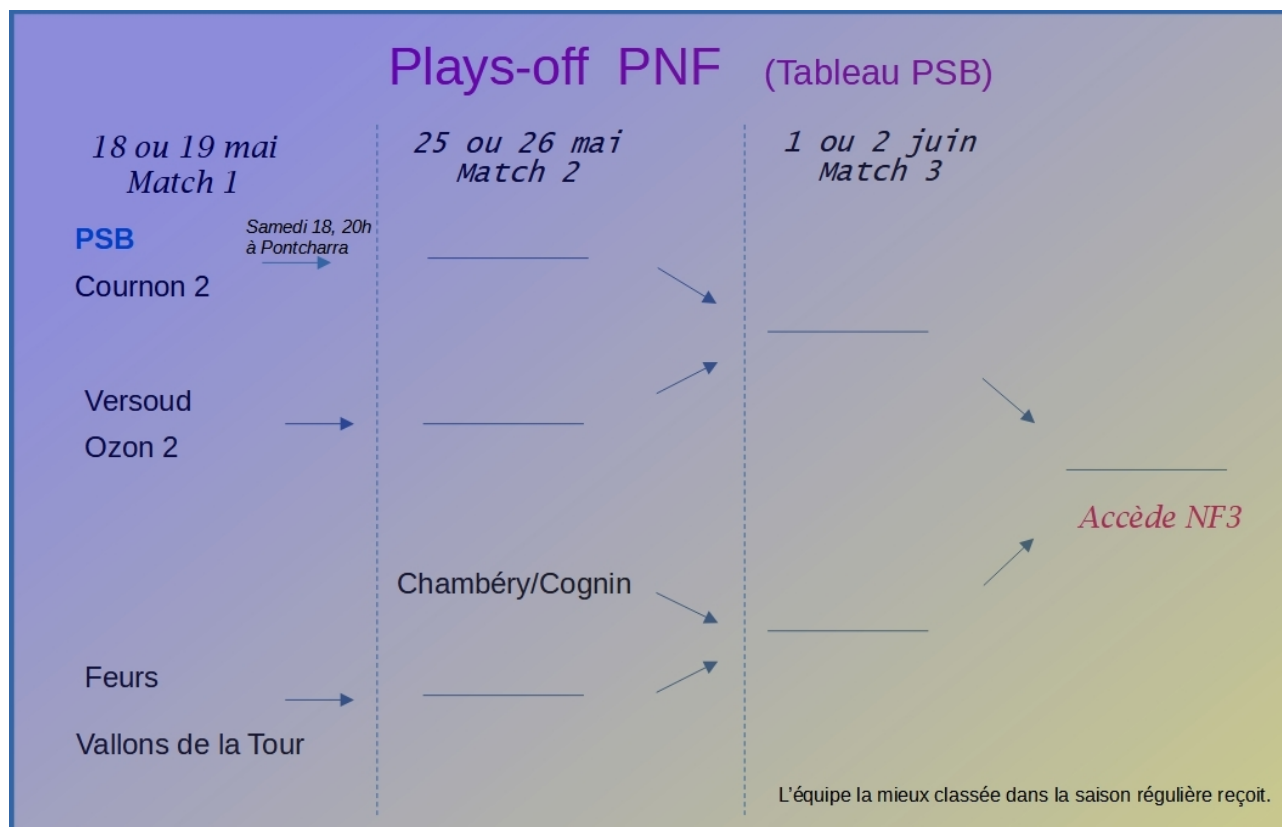 Plays-off PNF (Tableau PSB)
18 ou 19 mai
Match 1
25 ou 26 mai
Match 2
1 ou 2 juin
Match 3
PSB
Samedi 18, 20h
à Pontcharra
Cournon 2
Versoud
Ozon 2
Accède NF3
Chambéry/Cognin
Feurs
Vallons de la Tour
L'équipe la mieux classée dans la saison régulière reçoit.